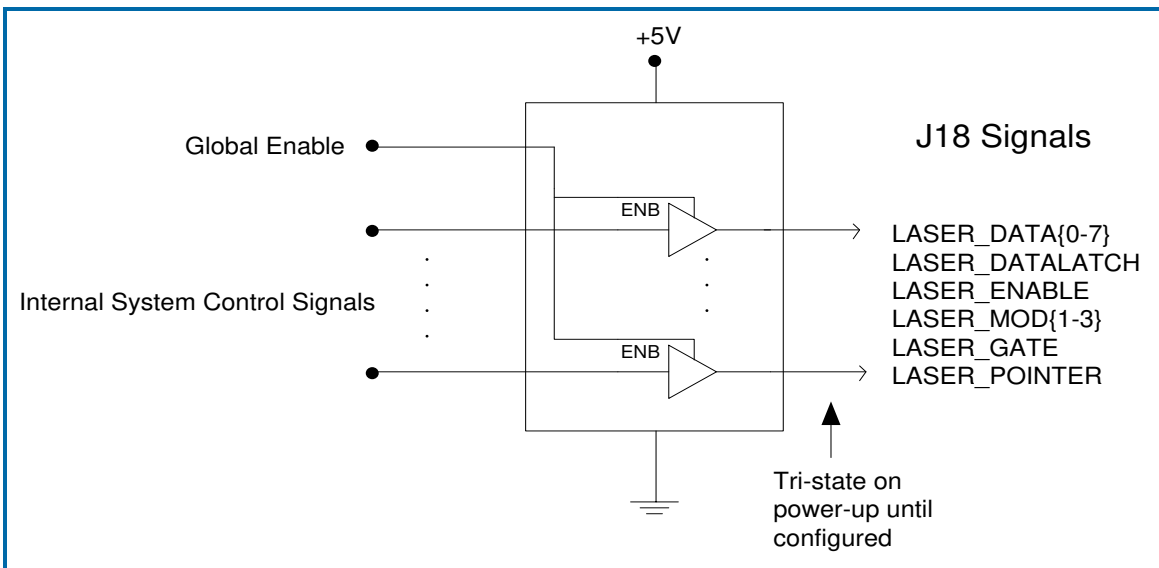 +5V
J18 Signals
Global Enable
ENB
LASER_DATA{0-7}
LASER_DATALATCH
LASER_ENABLE
LASER_MOD{1-3}
LASER_GATE
LASER_POINTER
Internal System Control Signals
ENB
Tri-state on
power-up until
configured